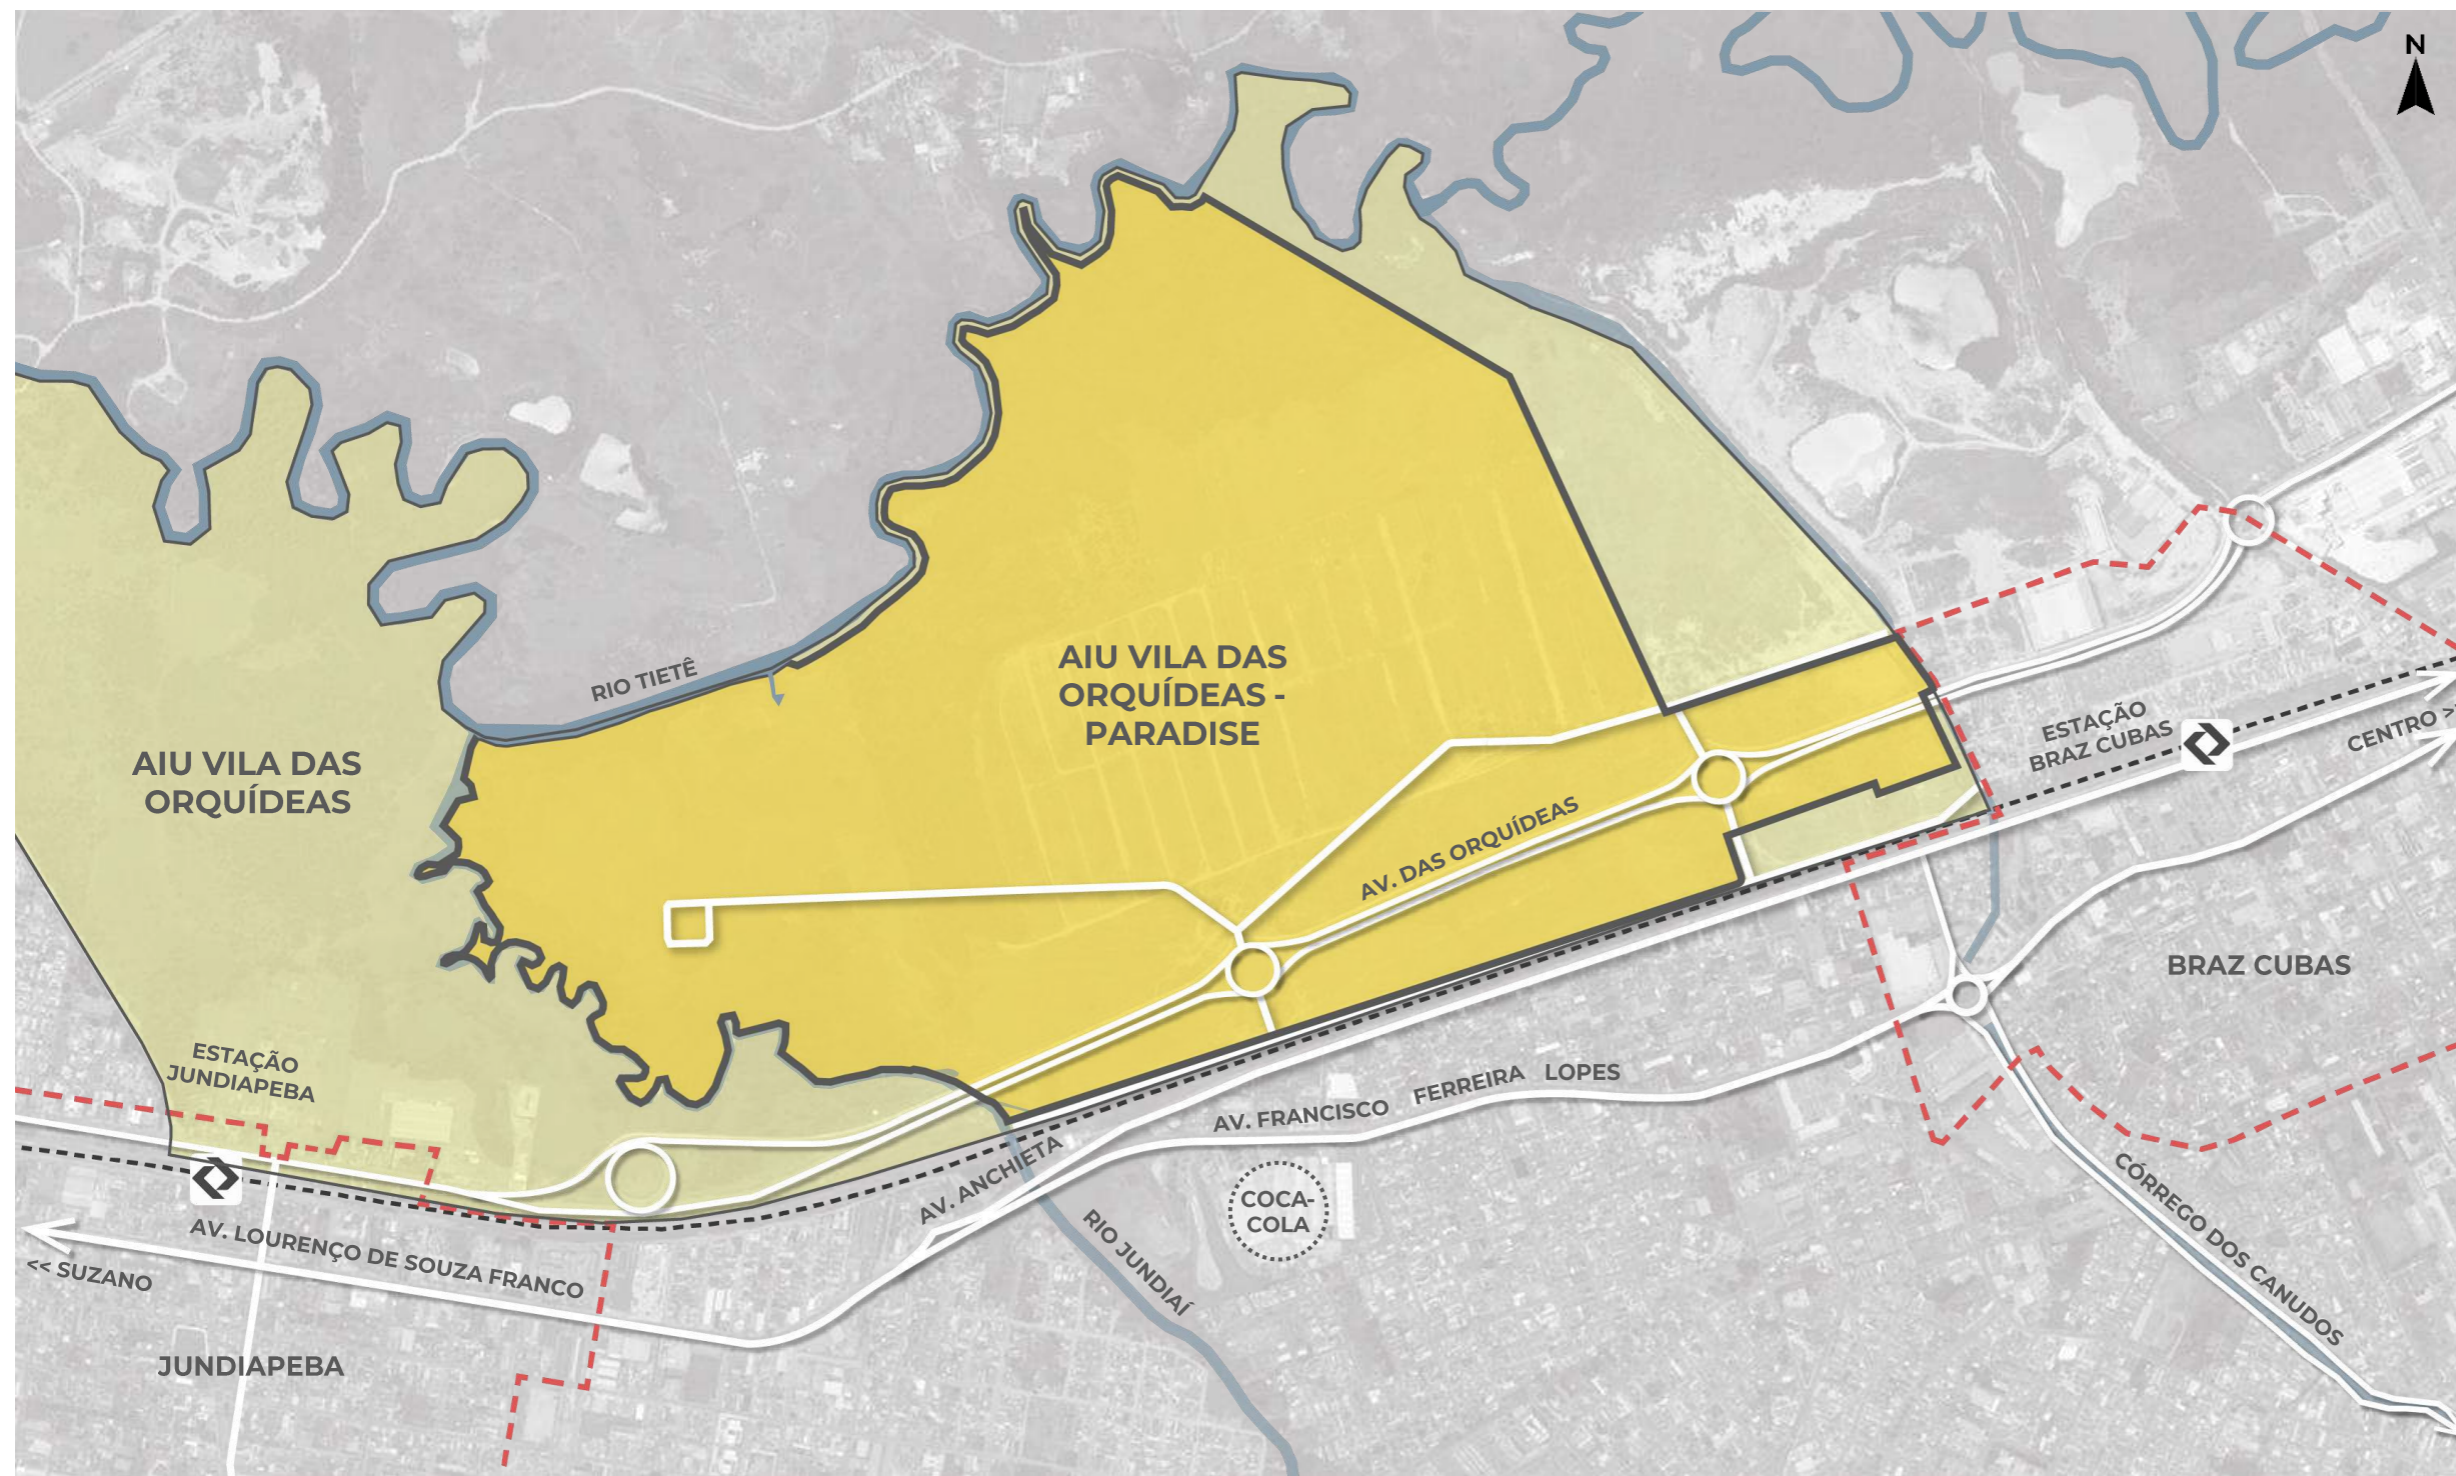 N
AIU VILA DAS
ORQUÍDEAS -
PARADISE
RIO TIETÊ
AIU VILA DAS
ORQUÍDEAS
ESTAÇÃO
BRAZ CUBAS
CENTRO >>
AV. DAS ORQUÍDEAS
BRAZ CUBAS
ESTAÇÃO
JUNDIAPEBA
AV. FRANCISCO FERREIRA LOPES
AV. ANCHIETA
COCA-
COLA
RIO JUNDIAÍ
CÓRREGO DOS CANUDOS
AV. LOURENÇO DE SOUZA FRANCO
<< SUZANO
JUNDIAPEBA